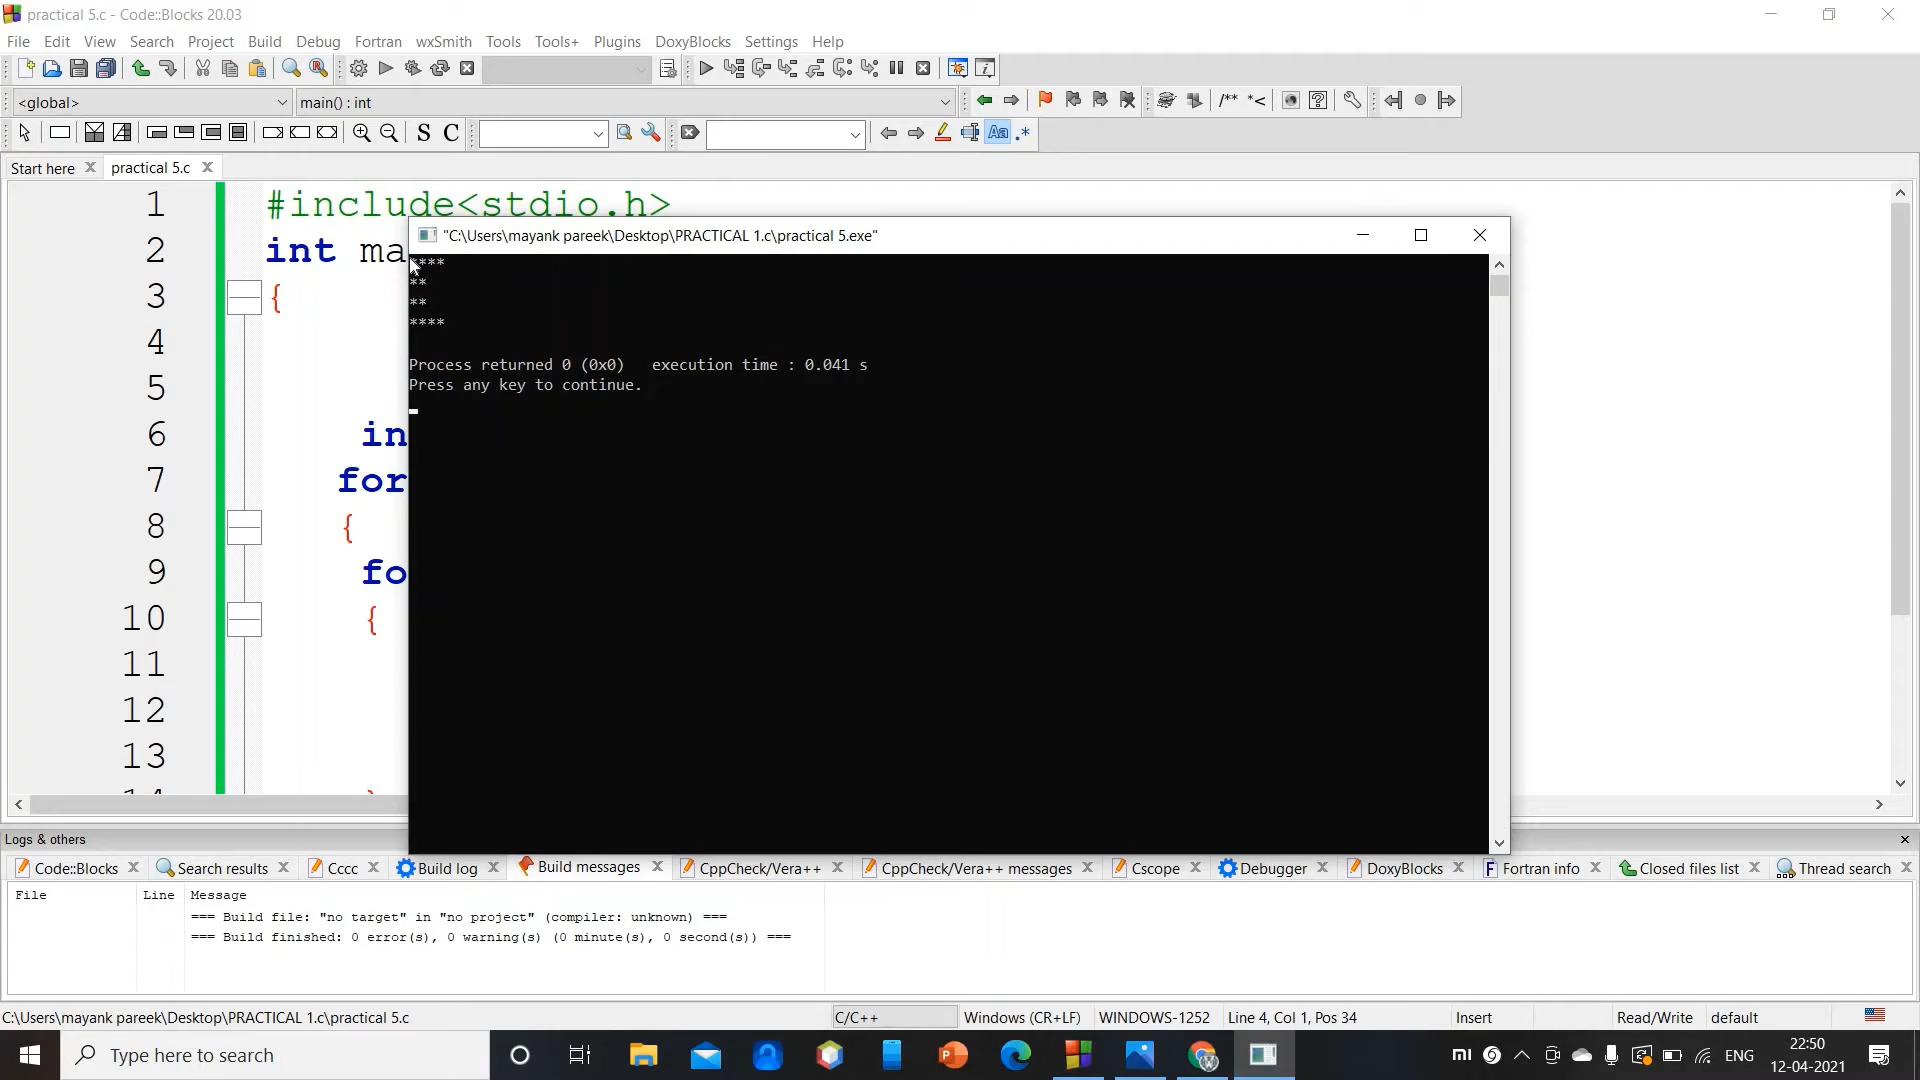 practical 5.c - Code::Blocks 20.03
File Edit View Search Project Build Debug Fortran wxSmith Tools Tools+ Plugins DoxyBlocks Settings Help
<global> main() : int
/** *<
S C Aa .*
Start here practical 5.c
1 #include<stdio.h>
"C:\Users\mayank pareek\Desktop\PRACTICAL 1.c\practical 5.exe"
2 int ma
****
**
3 {
**
****
4
Process returned 0 (0x0) execution time : 0.041 s
5
Press any key to continue.
6 in
7 for
8 {
9 fo
10 {
11
12
13
14 }
Logs & others
Code::Blocks Search results Cccc Build log Build messages CppCheck/Vera++ CppCheck/Vera++ messages Cscope Debugger DoxyBlocks Fortran info Closed files list Thread search
File Line Message
=== Build file: "no target" in "no project" (compiler: unknown) ===
=== Build finished: 0 error(s), 0 warning(s) (0 minute(s), 0 second(s)) ===
C:\Users\mayank pareek\Desktop\PRACTICAL 1.c\practical 5.c C/C++ Windows (CR+LF) WINDOWS-1252 Line 4, Col 1, Pos 34 Insert Read/Write default
Type here to search
ENG
22:50
12-04-2021